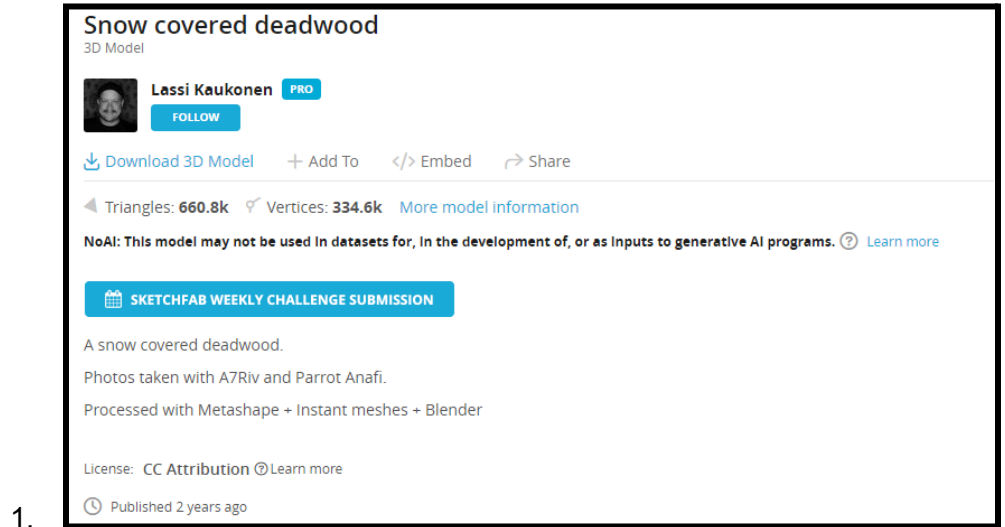 Snow covered deadwood
3D Model
Lassi Kaukonen PRO
FOLLOW
Download 3D Model Add To </> Embed Share
Triangles: 660.8k Vertices: 334.6k More model information
NoAI: This model may not be used in datasets for, in the development of, or as inputs to generative AI programs. ? Learn more
SKETCHFAB WEEKLY CHALLENGE SUBMISSION
A snow covered deadwood.
Photos taken with A7Riv and Parrot Anafi.
Processed with Metashape + Instant meshes + Blender
License: CC Attribution ? Learn more
Published 2 years ago
1.